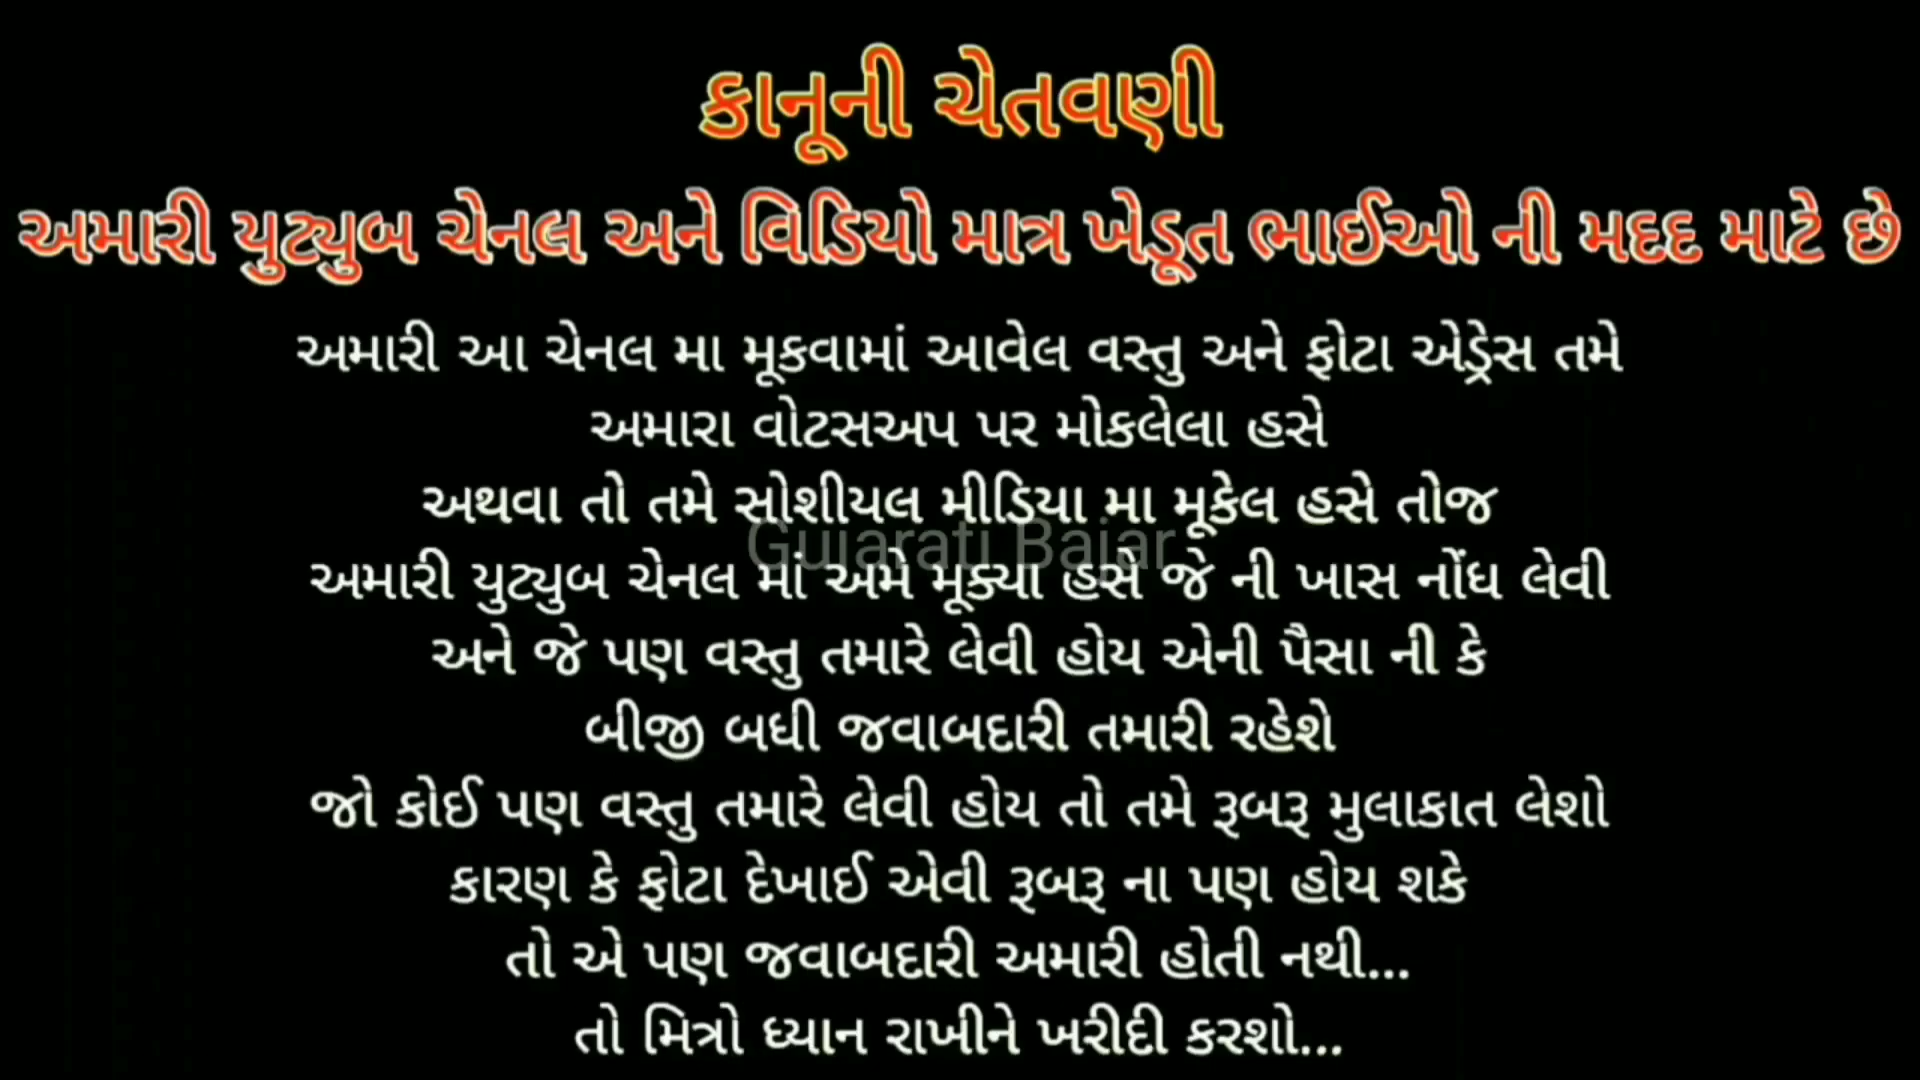 કાનૂની ચેતવણી
અમારી યુટ્યુબ ચેનલ અને વિડિયો માત્ર ખેડૂત ભાઈઓ ની મદદ માટે છે
અમારી આ ચેનલ મા મૂકવામાં આવેલ વસ્તુ અને ફોટા એડ્રેસ તમે
અમારા વોટસઅપ પર મોકલેલા હસે
અથવા તો તમે સોશીયલ મીડિયા મા મૂકેલ હસે તોજ
Gujarati Bajar
અમારી યુટ્યુબ ચેનલ માં અમે મૂક્યા હસે જે ની ખાસ નોંધ લેવી
અને જે પણ વસ્તુ તમારે લેવી હોય એની પૈસા ની કે
બીજી બધી જવાબદારી તમારી રહેશે
જો કોઈ પણ વસ્તુ તમારે લેવી હોય તો તમે રૂબરૂ મુલાકાત લેશો
કારણ કે ફોટા દેખાઈ એવી રૂબરૂ ના પણ હોય શકે
તો એ પણ જવાબદારી અમારી હોતી નથી...
તો મિત્રો ધ્યાન રાખીને ખરીદી કરશો...